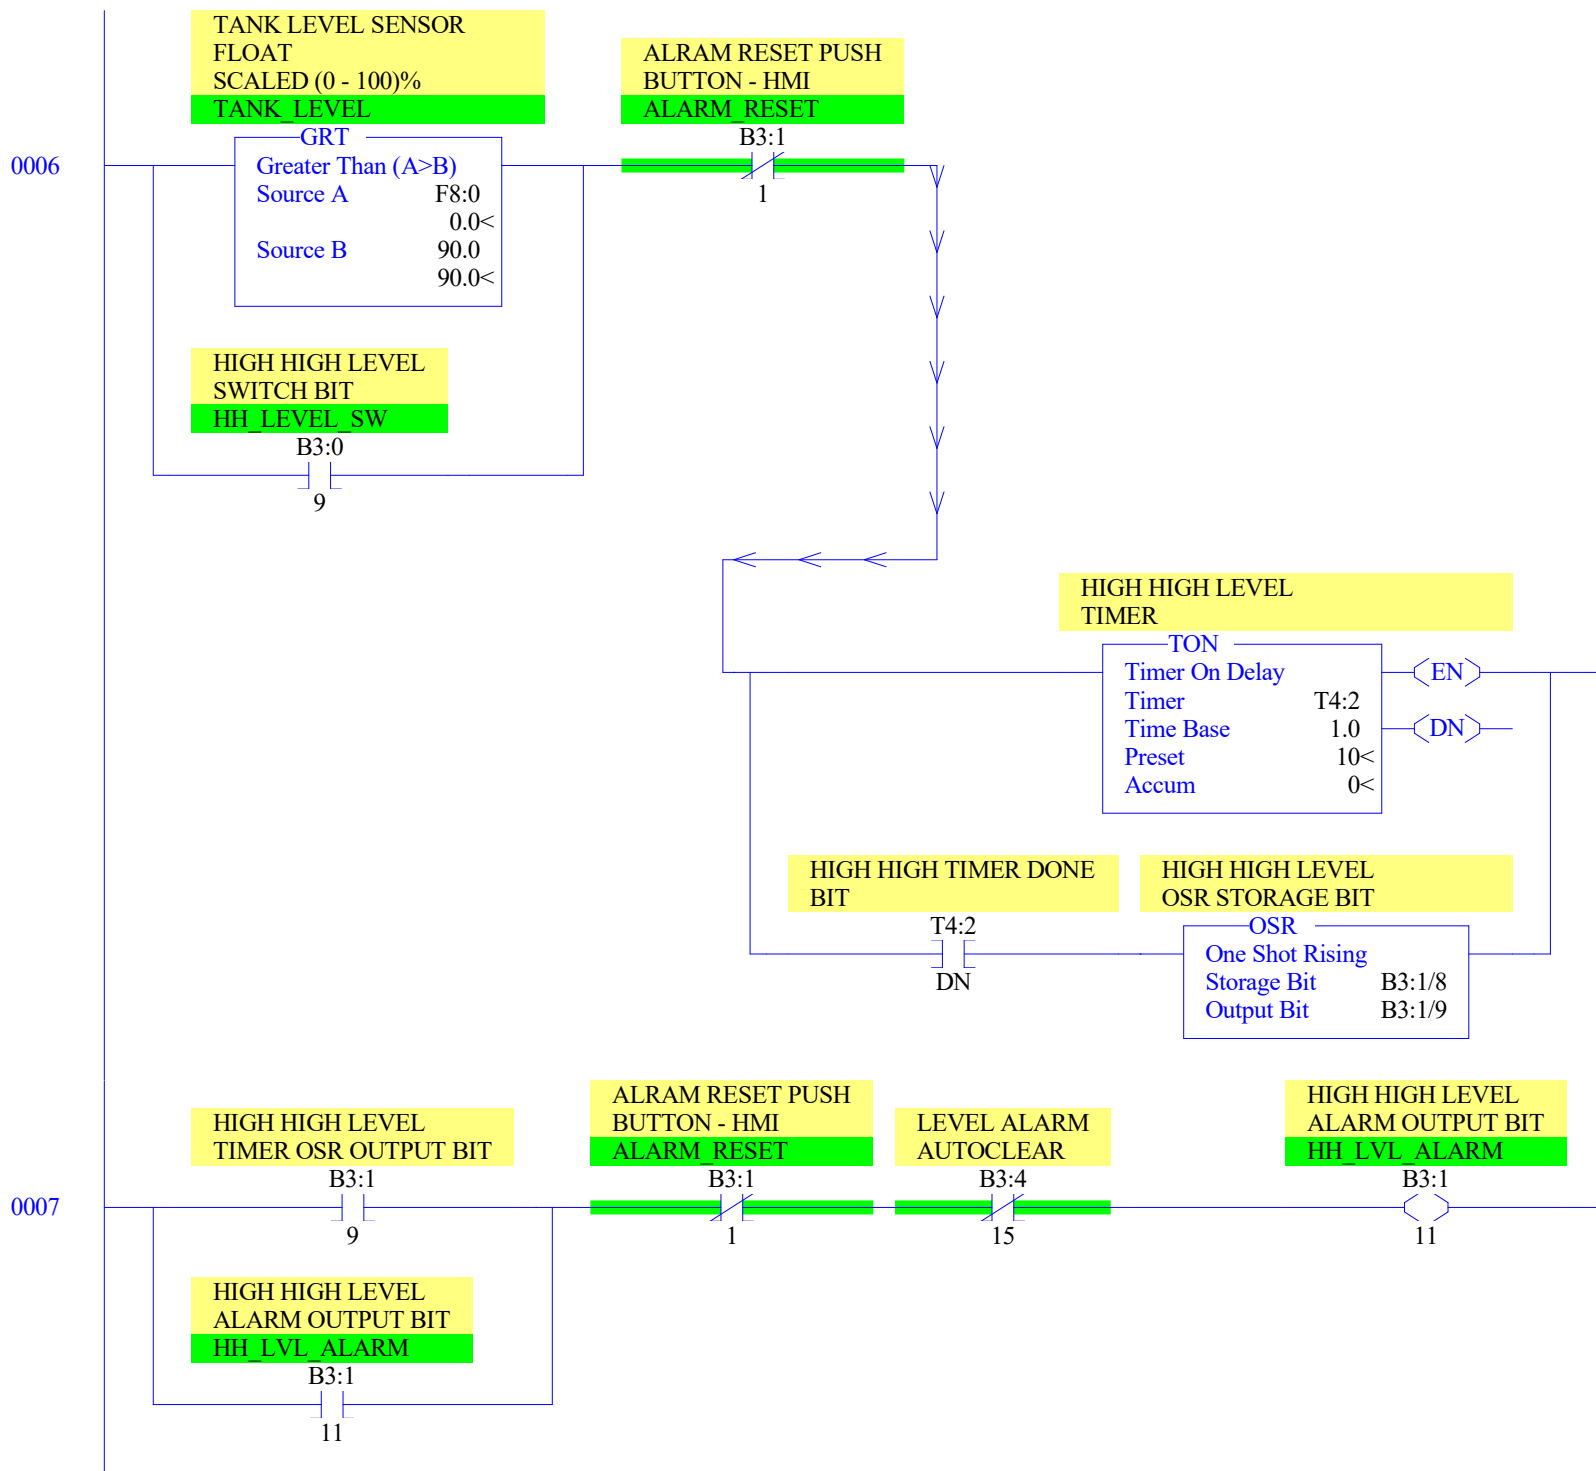 TANK LEVEL SENSOR
FLOAT
SCALED (0 - 100)%
TANK_LEVEL
GRT
Greater Than (A>B)
Source A F8:0
0.0<
Source B 90.0
90.0<
ALRAM RESET PUSH
BUTTON - HMI
ALARM_RESET
B3:1
1
0006
HIGH HIGH LEVEL
SWITCH BIT
HH_LEVEL_SW
B3:0
9
HIGH HIGH LEVEL
TIMER
TON
Timer On Delay
Timer T4:2
Time Base 1.0
Preset 10<
Accum 0<
EN
DN
HIGH HIGH TIMER DONE
BIT
T4:2
DN
HIGH HIGH LEVEL
OSR STORAGE BIT
OSR
One Shot Rising
Storage Bit B3:1/8
Output Bit B3:1/9
0007
HIGH HIGH LEVEL
TIMER OSR OUTPUT BIT
B3:1
9
ALRAM RESET PUSH
BUTTON - HMI
ALARM_RESET
B3:1
1
LEVEL ALARM
AUTOCLEAR
B3:4
15
HIGH HIGH LEVEL
ALARM OUTPUT BIT
HH_LVL_ALARM
B3:1
11
HIGH HIGH LEVEL
ALARM OUTPUT BIT
HH_LVL_ALARM
B3:1
11